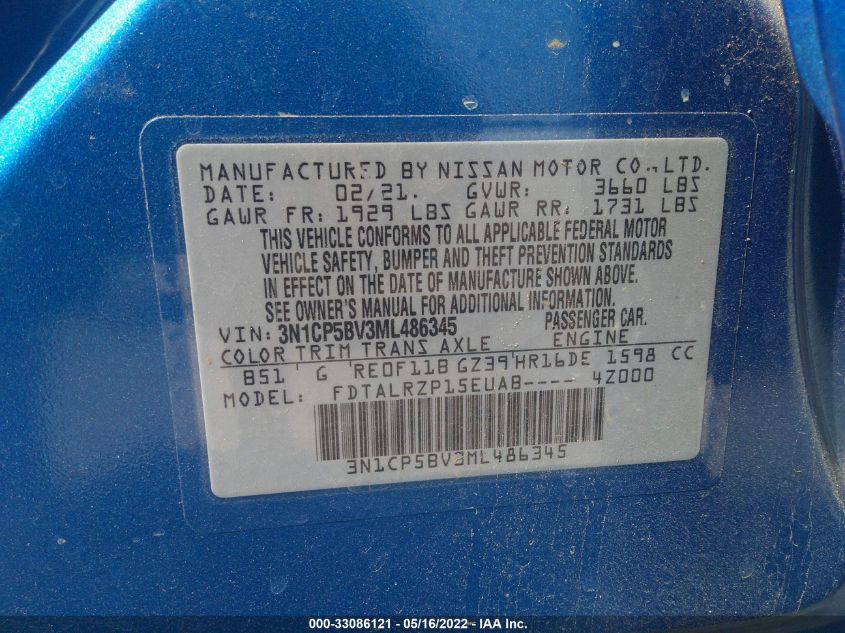 MANUFACTURED BY NISSAN MOTOR CO.,LTD.
DATE: 02/21. GVWR: 3660 LBS
GAWR FR: 1929 LBS GAWR RR: 1731 LBS
THIS VEHICLE CONFORMS TO ALL APPLICABLE FEDERAL MOTOR
VEHICLE SAFETY, BUMPER AND THEFT PREVENTION STANDARDS
IN EFFECT ON THE DATE OF MANUFACTURE SHOWN ABOVE.
SEE OWNER'S MANUAL FOR ADDITIONAL INFORMATION.
VIN: 3N1CP5BV3ML486345 PASSENGER CAR.
COLOR TRIM TRANS AXLE ENGINE
B51 G RE0F11B GZ39 HR16DE 1598 CC
MODEL: FDTALRZP15EUAB---- 4Z000
3N1CP5BV3ML486345
000-33086121 - 05/16/2022 - IAA Inc.